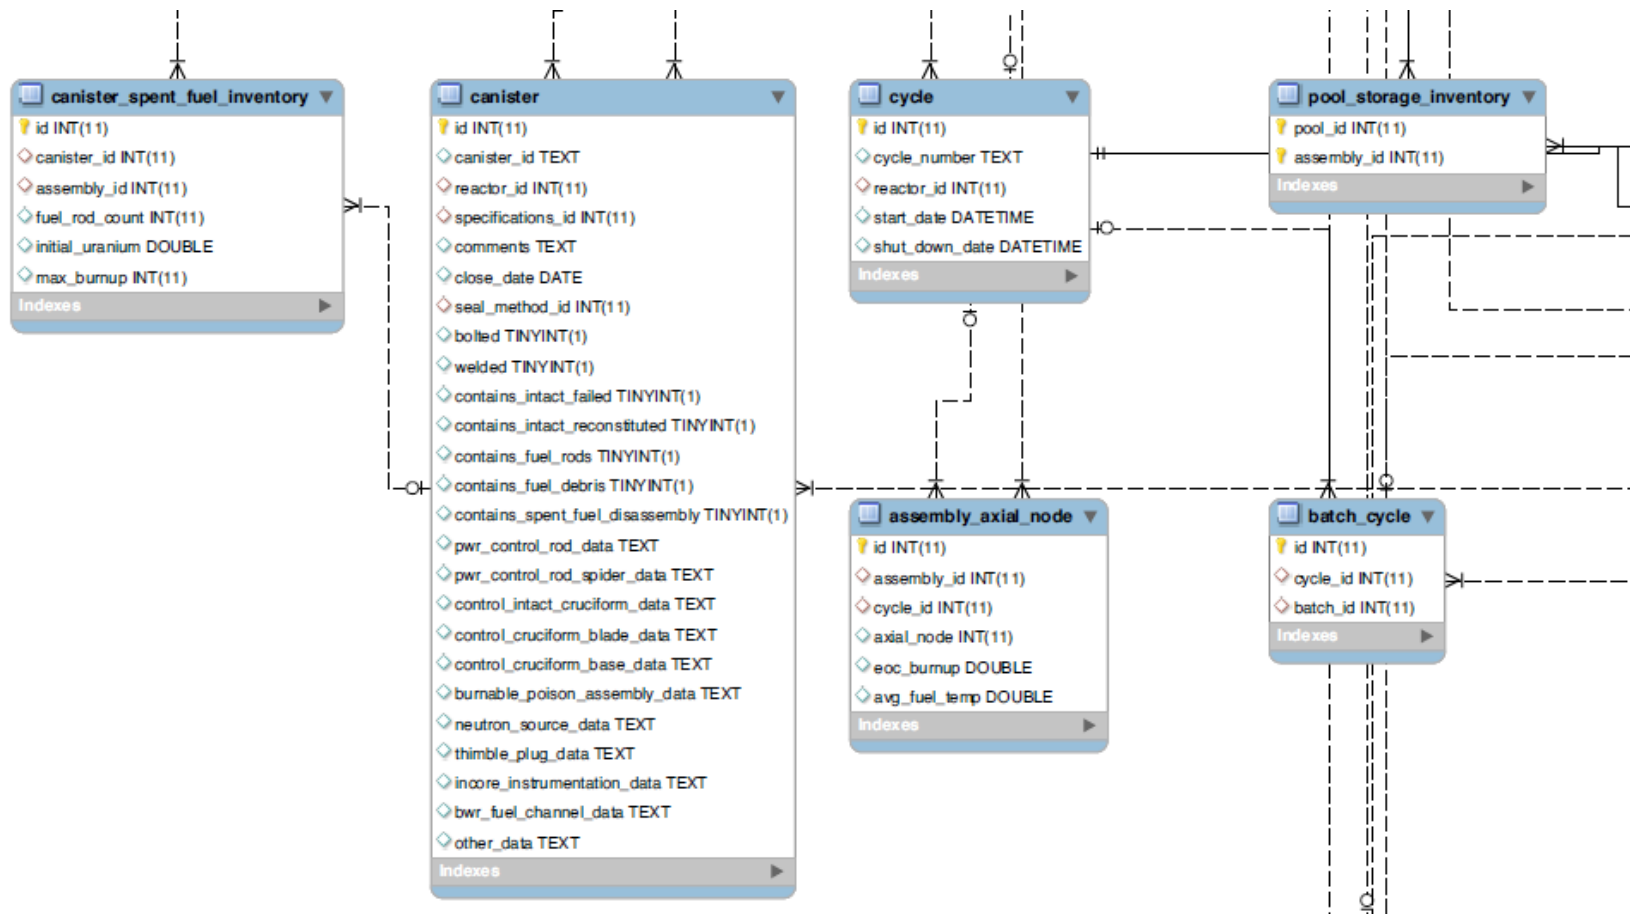 canister_spent_fuel_inventory
id INT(11)
canister_id INT(11)
assembly_id INT(11)
fuel_rod_count INT(11)
initial_uranium DOUBLE
max_burnup INT(11)
Indexes
canister
id INT(11)
canister_id TEXT
reactor_id INT(11)
specifications_id INT(11)
comments TEXT
close_date DATE
seal_method_id INT(11)
bolted TINYINT(1)
welded TINYINT(1)
contains_intact_failed TINYINT(1)
contains_intact_reconstituted TINYINT(1)
contains_fuel_rods TINYINT(1)
contains_fuel_debris TINYINT(1)
contains_spent_fuel_disassembly TINYINT(1)
pwr_control_rod_data TEXT
pwr_control_rod_spider_data TEXT
control_intact_cruciform_data TEXT
control_cruciform_blade_data TEXT
control_cruciform_base_data TEXT
burnable_poison_assembly_data TEXT
neutron_source_data TEXT
thimble_plug_data TEXT
incore_instrumentation_data TEXT
bwr_fuel_channel_data TEXT
other_data TEXT
Indexes
cycle
id INT(11)
cycle_number TEXT
reactor_id INT(11)
start_date DATETIME
shut_down_date DATETIME
Indexes
assembly_axial_node
id INT(11)
assembly_id INT(11)
cycle_id INT(11)
axial_node INT(11)
eoc_burnup DOUBLE
avg_fuel_temp DOUBLE
Indexes
pool_storage_inventory
pool_id INT(11)
assembly_id INT(11)
Indexes
batch_cycle
id INT(11)
cycle_id INT(11)
batch_id INT(11)
Indexes